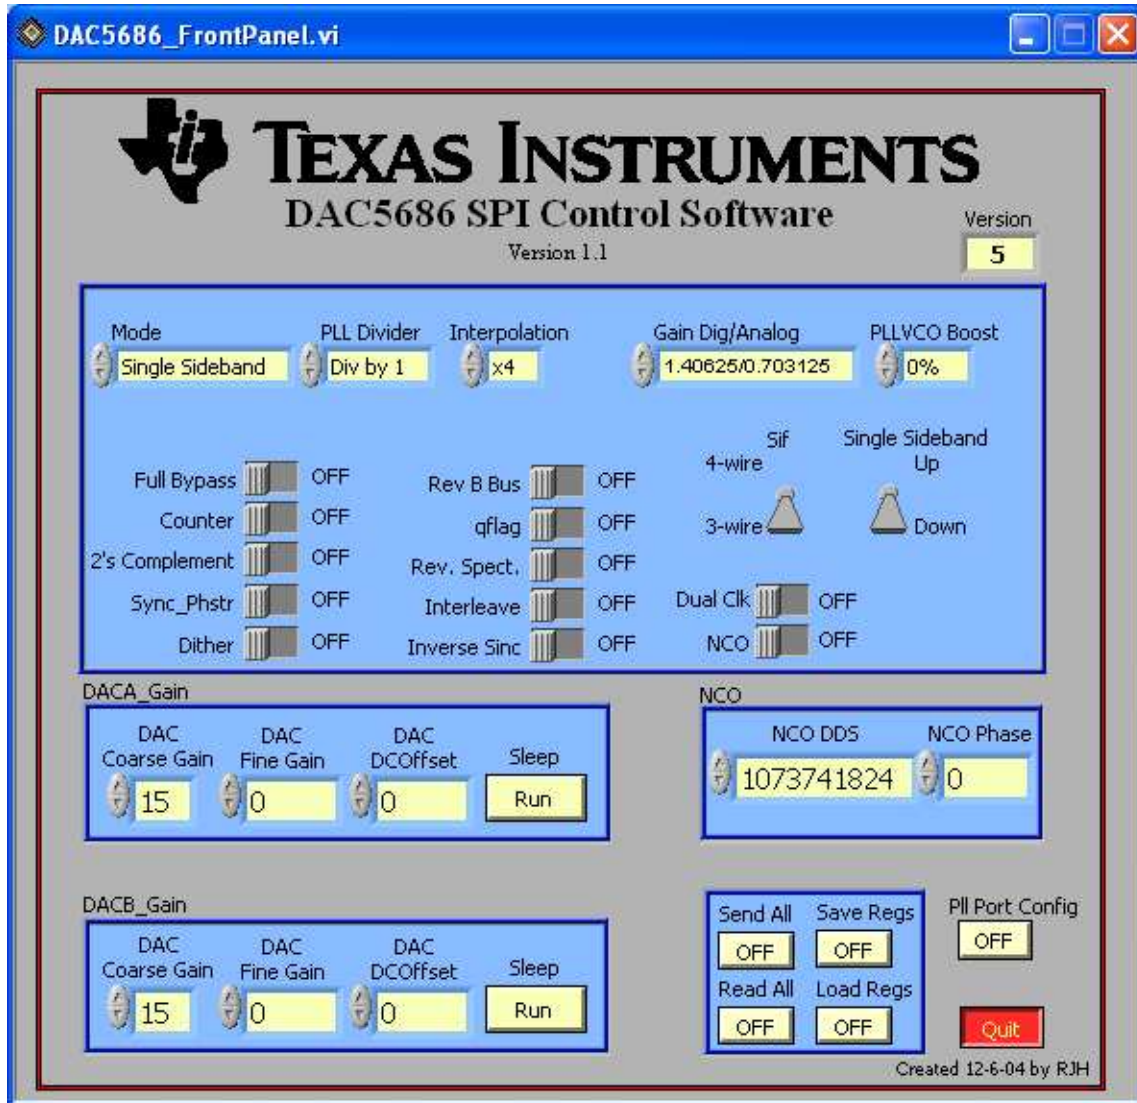 DAC5686_FrontPanel.vi
TEXAS INSTRUMENTS
DAC5686 SPI Control Software
Version 1.1
Version
5
Mode PLL Divider Interpolation Gain Dig/Analog PLLVCO Boost
Single Sideband Div by 1 x4 1.40625/0.703125 0%
Sif
4-wire
3-wire
Single Sideband
Up
Down
Full Bypass OFF
Counter OFF
2's Complement OFF
Sync_Phstr OFF
Dither OFF
Rev B Bus OFF
qflag OFF
Rev. Spect. OFF
Interleave OFF
Inverse Sinc OFF
Dual Clk OFF
NCO OFF
DACA_Gain
DAC
Coarse Gain
DAC
Fine Gain
DAC
DCOffset
Sleep
15 0 0 Run
NCO
NCO DDS NCO Phase
1073741824 0
DACB_Gain
DAC
Coarse Gain
DAC
Fine Gain
DAC
DCOffset
Sleep
15 0 0 Run
Send All Save Regs
OFF OFF
Read All Load Regs
OFF OFF
Pll Port Config
OFF
Quit
Created 12-6-04 by RJH